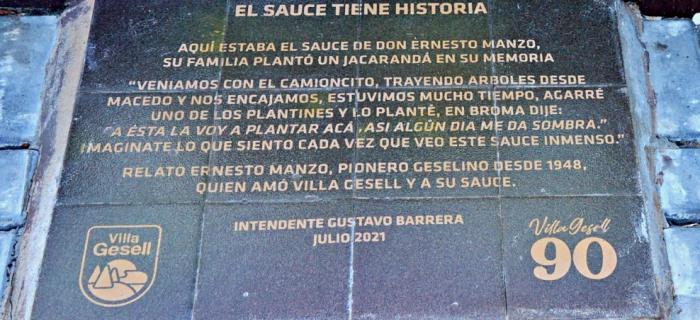 EL SAUCE TIENE HISTORIA
AQUÍ ESTABA EL SAUCE DE DON ERNESTO MANZO,
SU FAMILIA PLANTÓ UN JACARANDÁ EN SU MEMORIA
"VENIAMOS CON EL CAMIONCITO, TRAYENDO ARBOLES DESDE
MACEDO Y NOS ENCAJAMOS, ESTUVIMOS MUCHO TIEMPO, AGARRÉ
UNO DE LOS PLANTINES Y LO PLANTÉ, EN BROMA DIJE:
"A ÉSTA LA VOY A PLANTAR ACÁ, ASI ALGÚN DIA ME DA SOMBRA."
IMAGINATE LO QUE SIENTO CADA VEZ QUE VEO ESTE SAUCE INMENSO."
RELATO ERNESTO MANZO, PIONERO GESELINO DESDE 1948,
QUIEN AMÓ VILLA GESELL Y A SU SAUCE.
INTENDENTE GUSTAVO BARRERA
JULIO 2021
Villa
Gesell
Villa Gesell
90